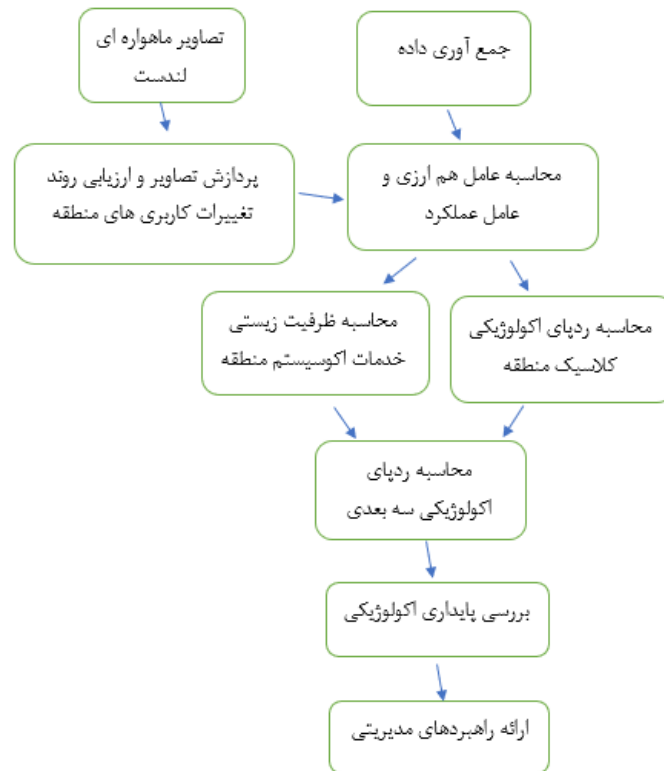 تصاویر ماهواره ای
لندست
جمع آوری داده
پردازش تصاویر و ارزیابی روند
تغییرات کاربری های منطقه
محاسبه عامل هم ارزی و
عامل عملکرد
محاسبه ظرفیت زیستی
خدمات اکوسیستم منطقه
محاسبه ردپای اکولوژیکی
کلاسیک منطقه
محاسبه ردپای
اکولوژیکی سه بعدی
بررسی پایداری اکولوژیکی
ارائه راهبردهای مدیریتی